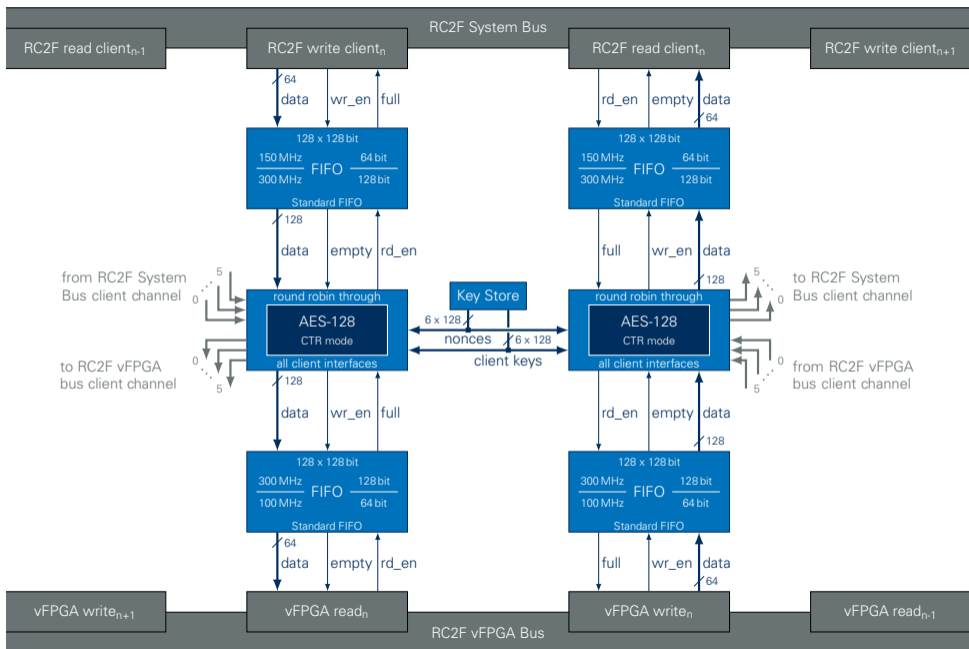 RC2F System Bus
RC2F read client n-1
RC2F write client n
RC2F read client n
RC2F write client n+1
64
data wr_en full
rd_en empty data
64
128 x 128 bit
150 MHz
300 MHz
FIFO
64 bit
128 bit
Standard FIFO
128 x 128 bit
150 MHz
300 MHz
FIFO
64 bit
128 bit
Standard FIFO
128
data empty rd_en
full wr_en data
128
from RC2F System
Bus client channel
5
0
round robin through
AES-128
CTR mode
all client interfaces
to RC2F vFPGA
bus client channel
0
5
Key Store
6 x 128
nonces
6 x 128
client keys
round robin through
AES-128
CTR mode
all client interfaces
5
0
to RC2F System
Bus client channel
0
5
from RC2F vFPGA
bus client channel
128
data wr_en full
rd_en empty data
128
128 x 128 bit
300 MHz
100 MHz
FIFO
128 bit
64 bit
Standard FIFO
128 x 128 bit
300 MHz
100 MHz
FIFO
128 bit
64 bit
Standard FIFO
64
data empty rd_en
full wr_en data
64
vFPGA write n+1
vFPGA read n
vFPGA write n
vFPGA read n-1
RC2F vFPGA Bus